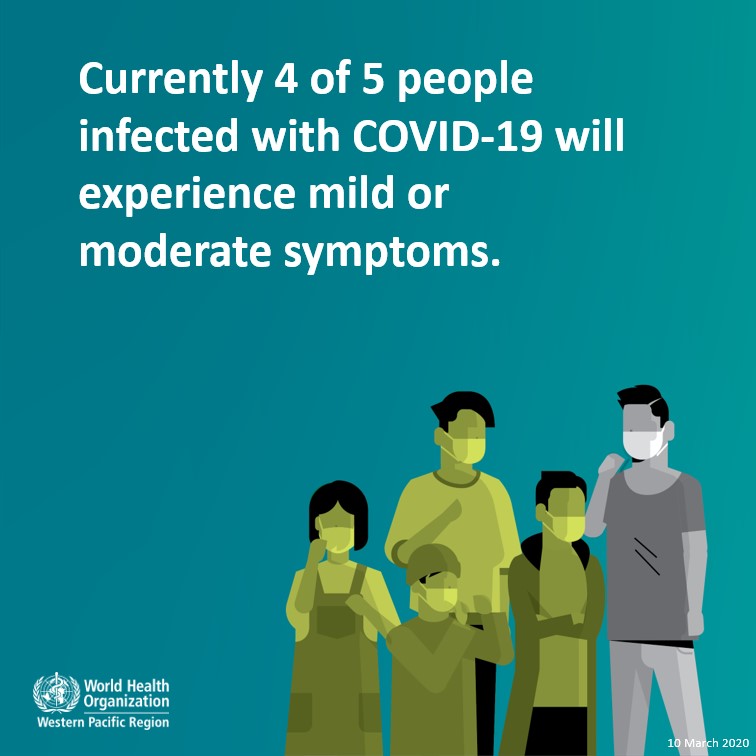 Currently 4 of 5 people
infected with COVID-19 will
experience mild or
moderate symptoms.
World Health
Organization
Western Pacific Region
10 March 2020